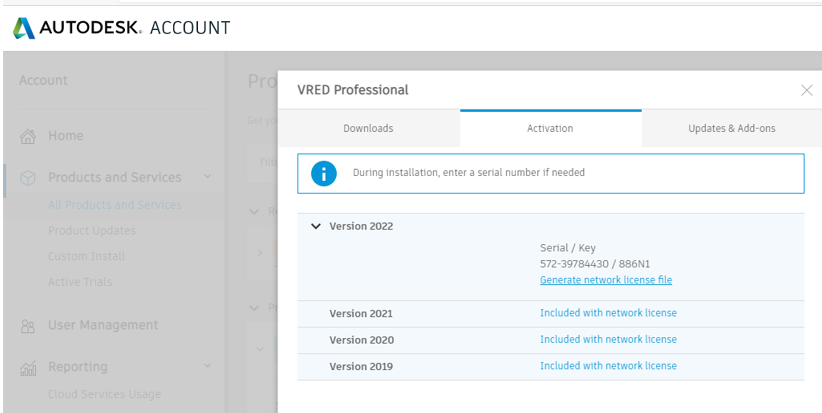 AUTODESK® ACCOUNT
Account
Home
Products and Services
All Products and Services
Product Updates
Custom Install
Active Trials
User Management
Reporting
Cloud Services Usage
VRED Professional
Downloads
Activation
Updates & Add-ons
During installation, enter a serial number if needed
Version 2022
Serial / Key
572-39784430 / 886N1
Generate network license file
Version 2021 Included with network license
Version 2020 Included with network license
Version 2019 Included with network license